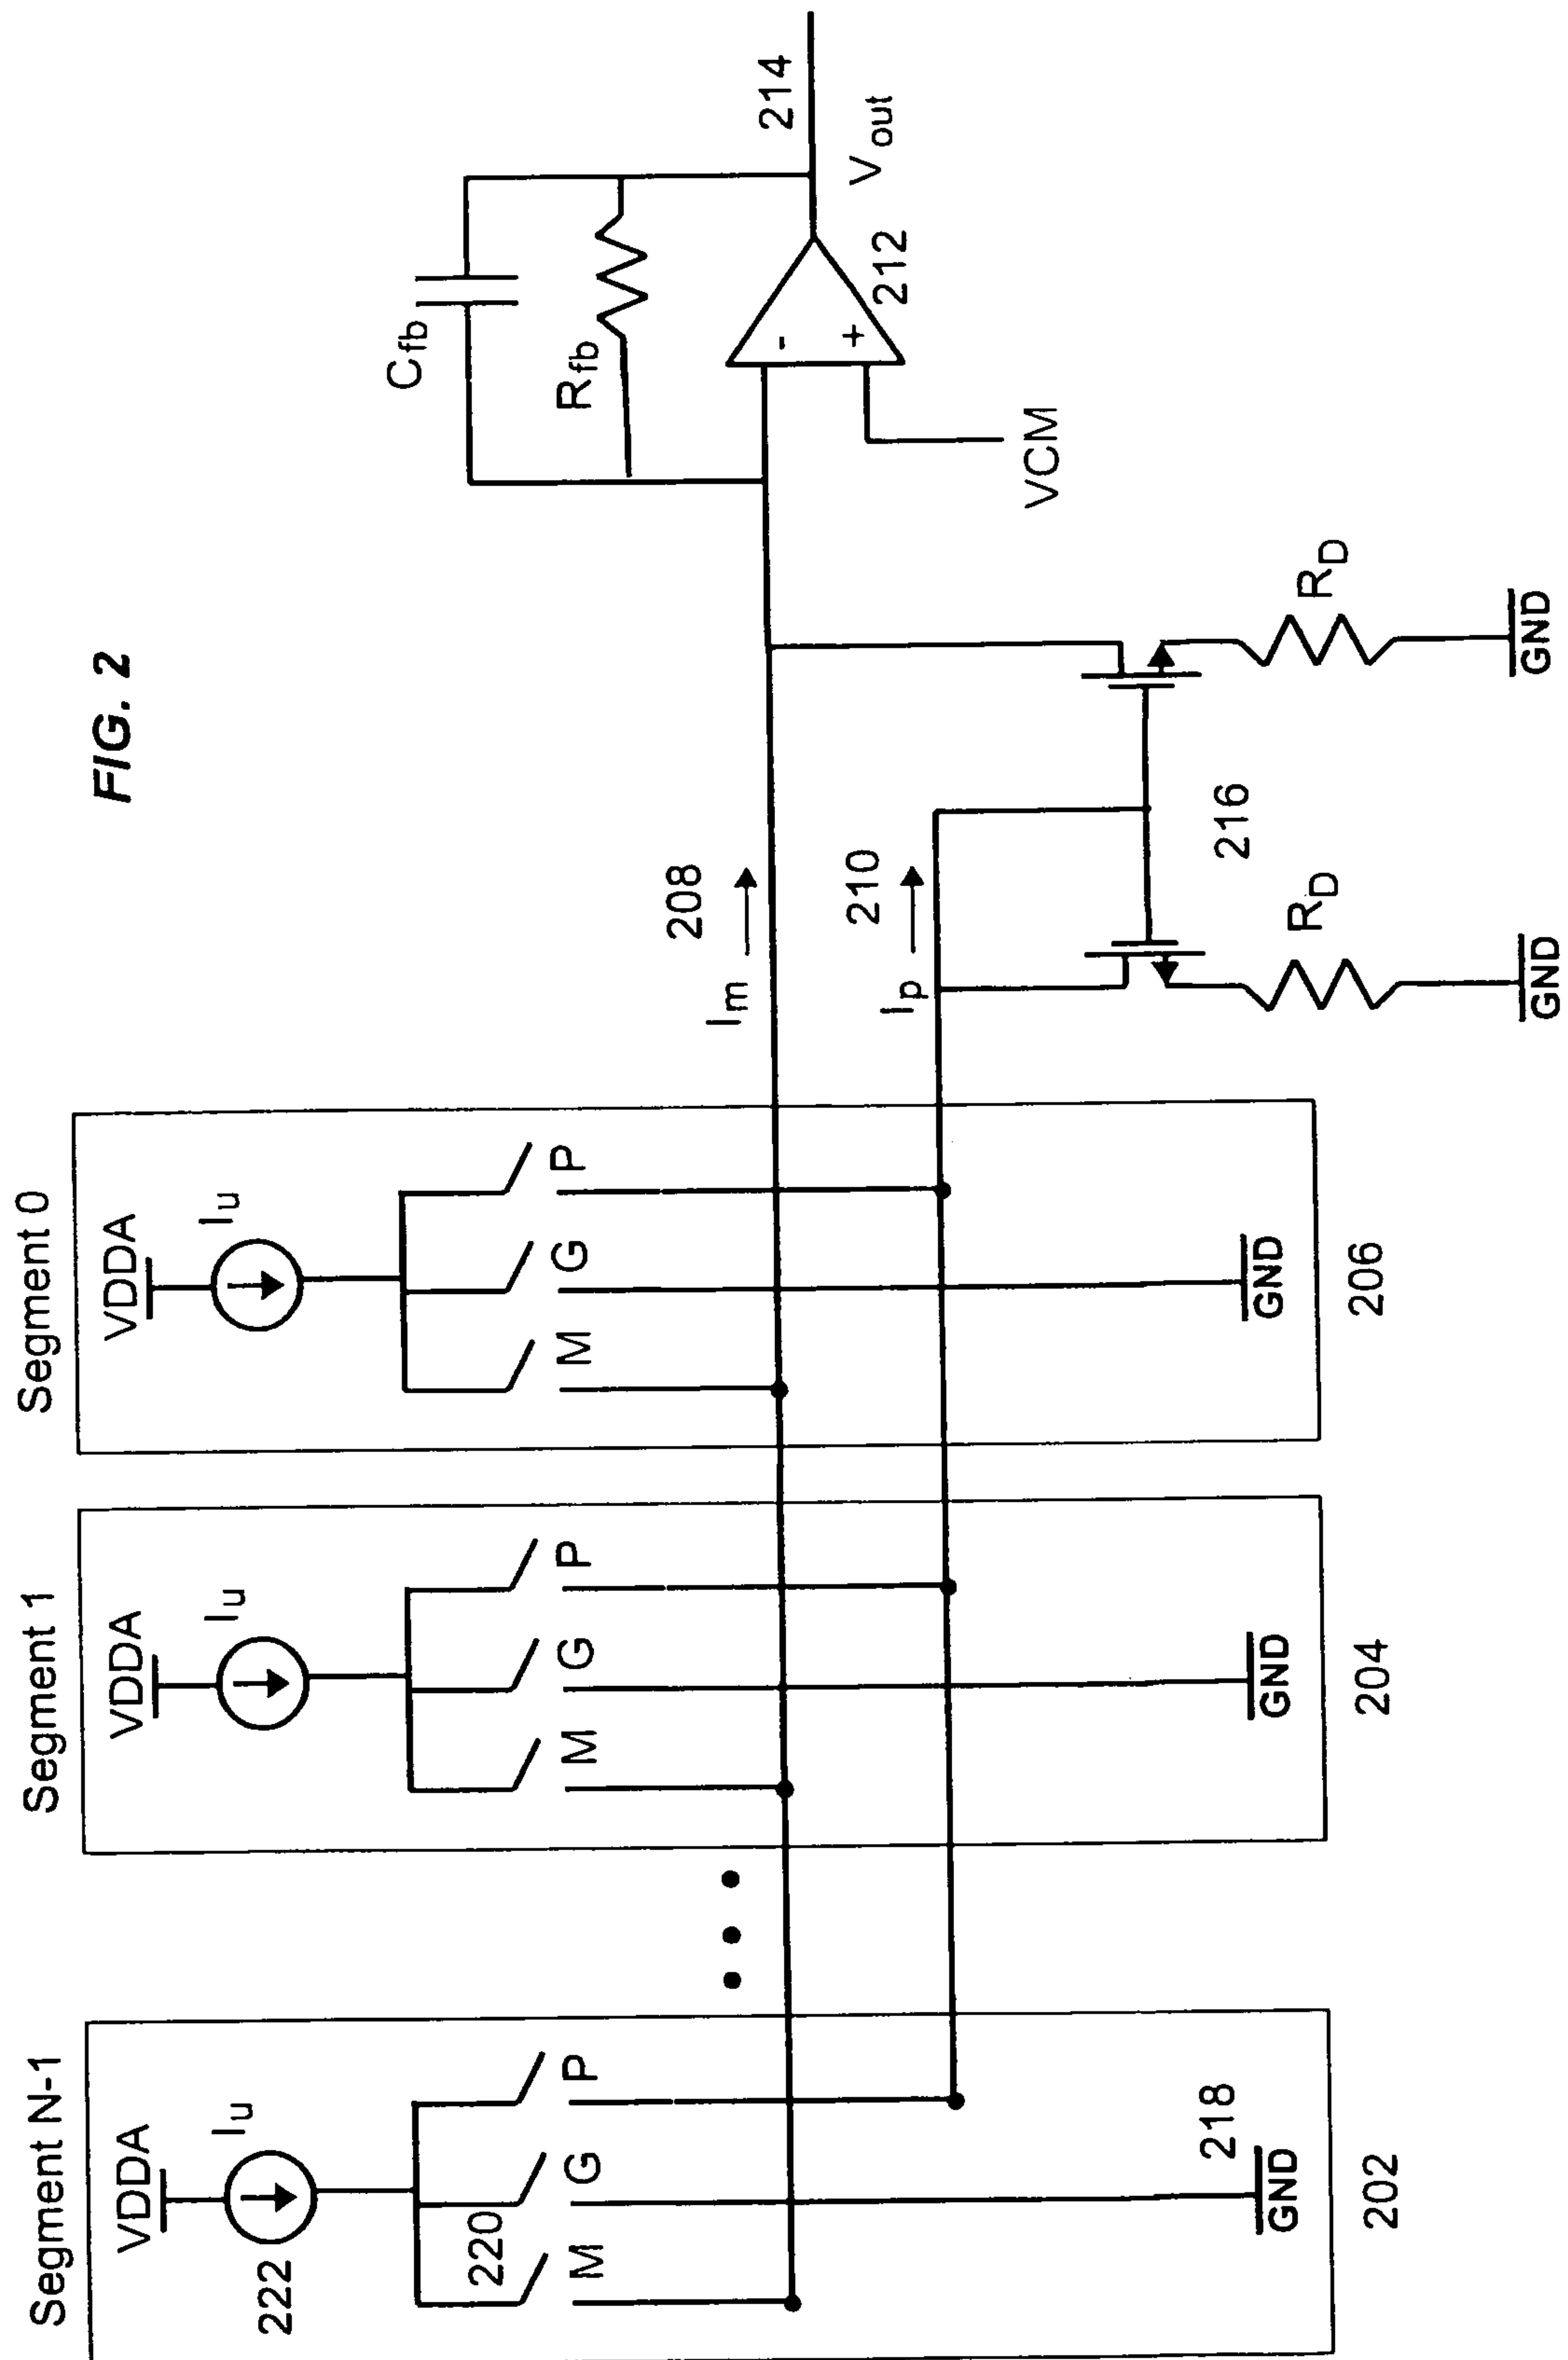 FIG. 2
Segment N-1
Segment 1
Segment 0
VDDA
VDDA
VDDA
222
Iu
Iu
Iu
220
M
G
P
M
G
P
M
G
P
Im
208
Ip
210
Cfb
Rfb
-
+
212
214
Vout
VCM
216
RD
RD
GND
GND
218
GND
GND
GND
202
204
206